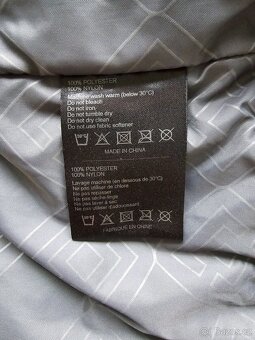 100% POLYESTER
100% NYLON
Machine wash warm (below 30°C)
Do not bleach
Do not iron
Do not tumble dry
Do not dry clean
Do not use fabric softener
30°C
MADE IN CHINA
100% POLYESTER
100% NYLON
Lavage machine (en dessous de 30°C)
Ne pas utiliser de chlore
Ne pas repasser
Ne pas sèche-linge
Ne pas laver à sec
Ne pas utiliser d'adoucissant
FABRIQUÉ EN CHINE